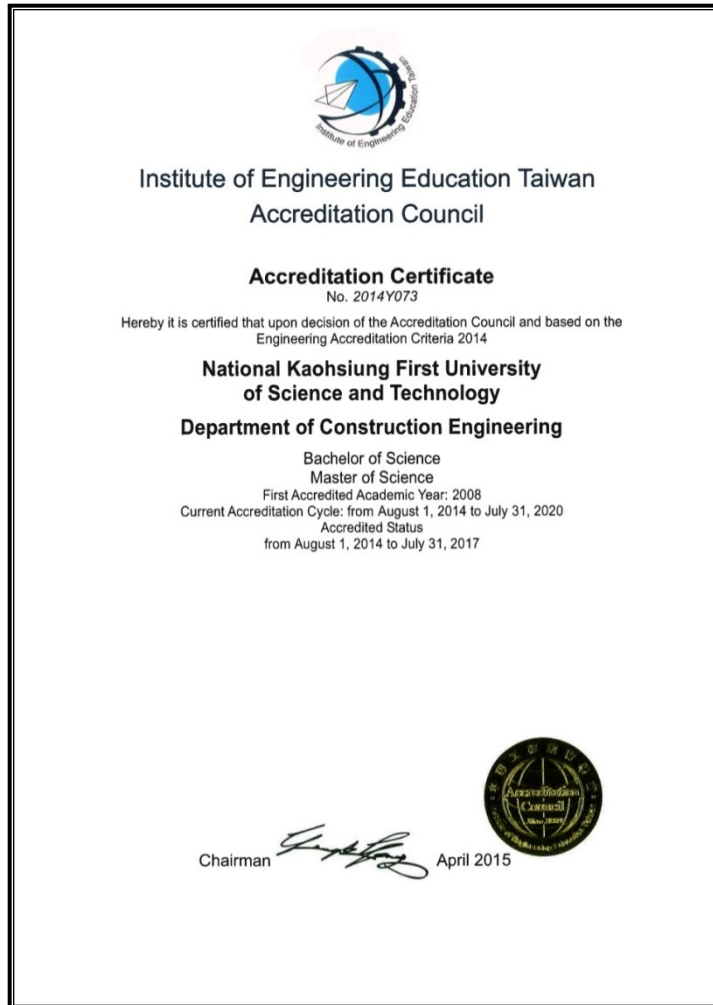 Institute of Engineering Education Taiwan
Institute of Engineering Education Taiwan
Accreditation Council
Accreditation Certificate
No. 2014Y073
Hereby it is certified that upon decision of the Accreditation Council and based on the
Engineering Accreditation Criteria 2014
National Kaohsiung First University
of Science and Technology
Department of Construction Engineering
Bachelor of Science
Master of Science
First Accredited Academic Year: 2008
Current Accreditation Cycle: from August 1, 2014 to July 31, 2020
Accredited Status
from August 1, 2014 to July 31, 2017
Accreditation
Council
Chairman
April 2015